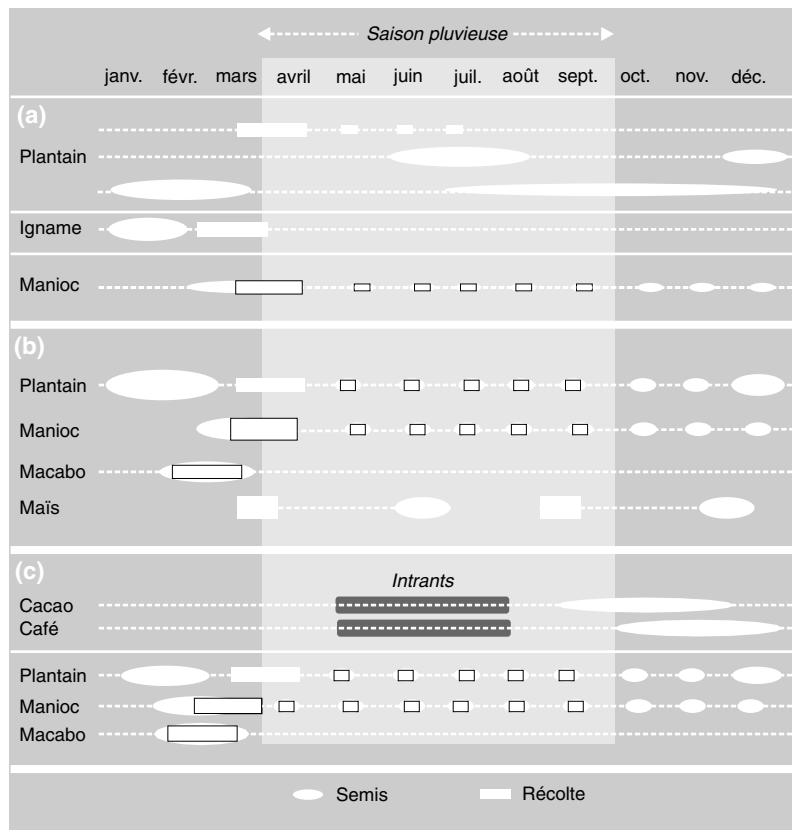 Saison pluvieuse
janv. févr. mars avril mai juin juil. août sept. oct. nov. déc.
(a)
Plantain
Igname
Manioc
(b)
Plantain
Manioc
Macabo
Maïs
(c)
Intrants
Cacao
Café
Plantain
Manioc
Macabo
Semis Récolte